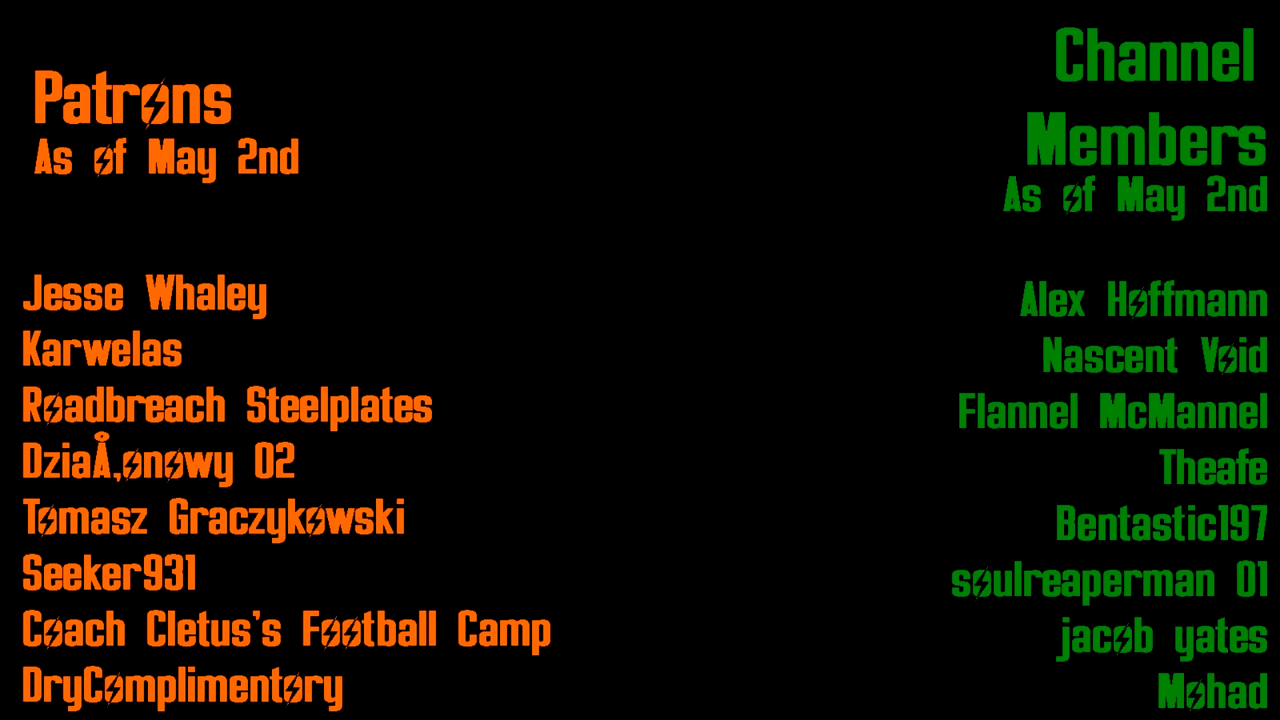 Patrons
As of May 2nd
Jesse Whaley
Karwelas
Roadbreach Steelplates
DziaÅ‚onowy 02
Tomasz Graczykowski
Seeker931
Coach Cletus's Football Camp
DryComplimentory
Channel
Members
As of May 2nd
Alex Hoffmann
Nascent Void
Flannel McMannel
Theafe
Bentastic197
soulreaperman 01
jacob yates
Mohad